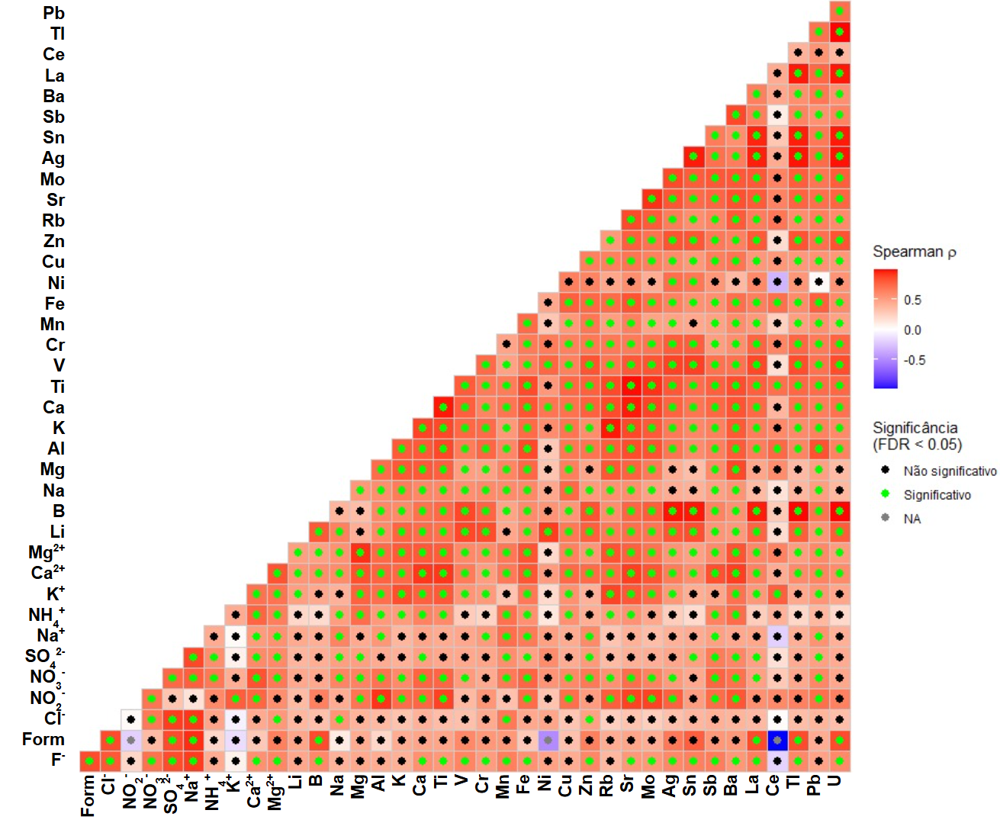 Pb
Tl
Ce
La
Ba
Sb
Sn
Ag
Mo
Sr
Rb
Zn
Cu
Ni
Fe
Mn
Cr
V
Ti
Ca
K
Al
Mg
Na
B
Li
Mg²⁺
Ca²⁺
K⁺
NH₄⁺
Na⁺
SO₄²⁻
NO₃⁻
NO₂⁻
Cl⁻
Form
F⁻
Form Cl⁻ NO₂⁻ NO₃⁻ SO₄²⁻ Na⁺ NH₄⁺ K⁺ Ca²⁺ Mg²⁺ Li B Na Mg Al K Ca Ti V Cr Mn Fe Ni Cu Zn Rb Sr Mo Ag Sn Sb Ba La Ce Tl Pb U
Spearman ρ
0.5
0.0
-0.5
Significância
(FDR < 0.05)
Não significativo
Significativo
NA